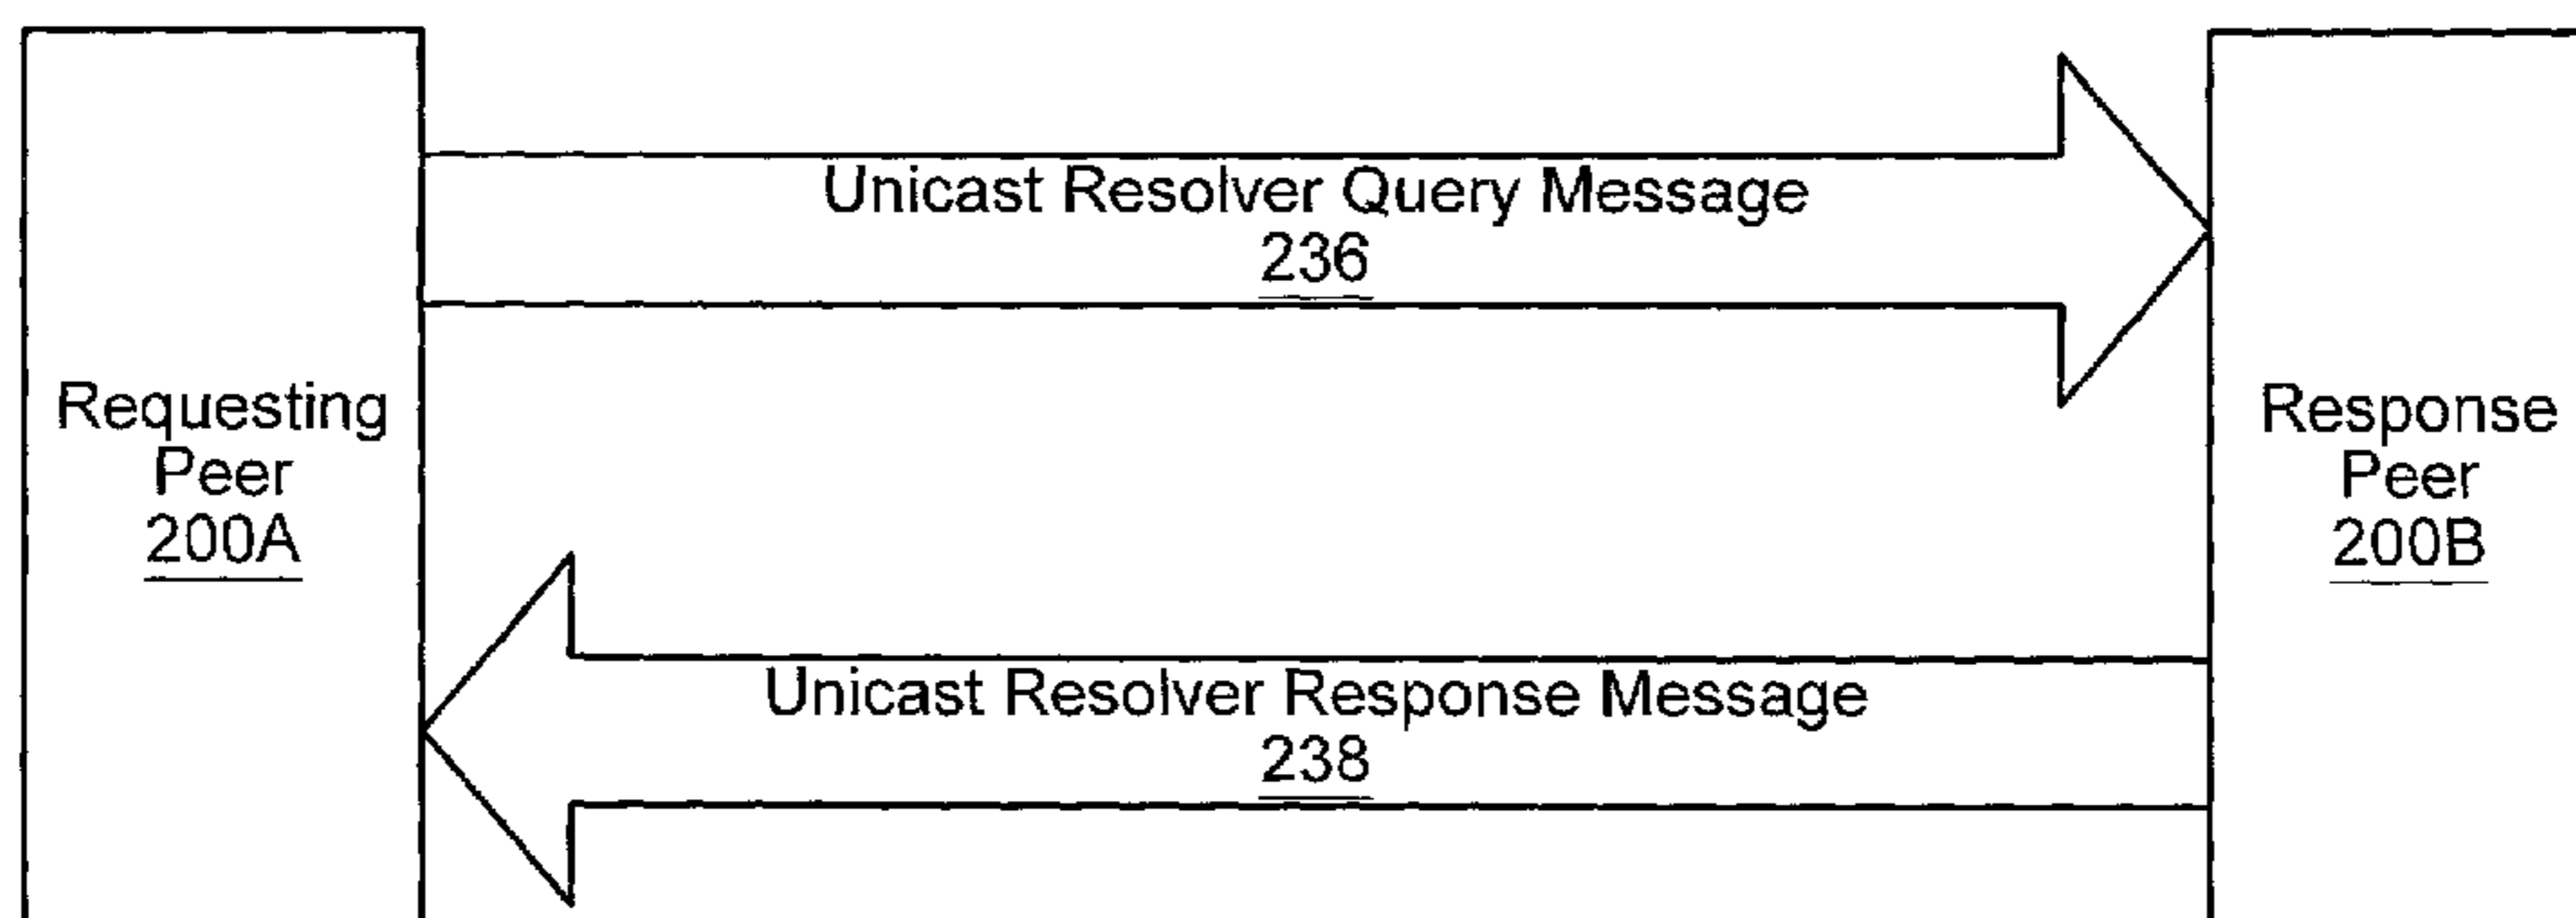 Unicast Resolver Query Message
236
Requesting
Peer
200A
Response
Peer
200B
Unicast Resolver Response Message
238